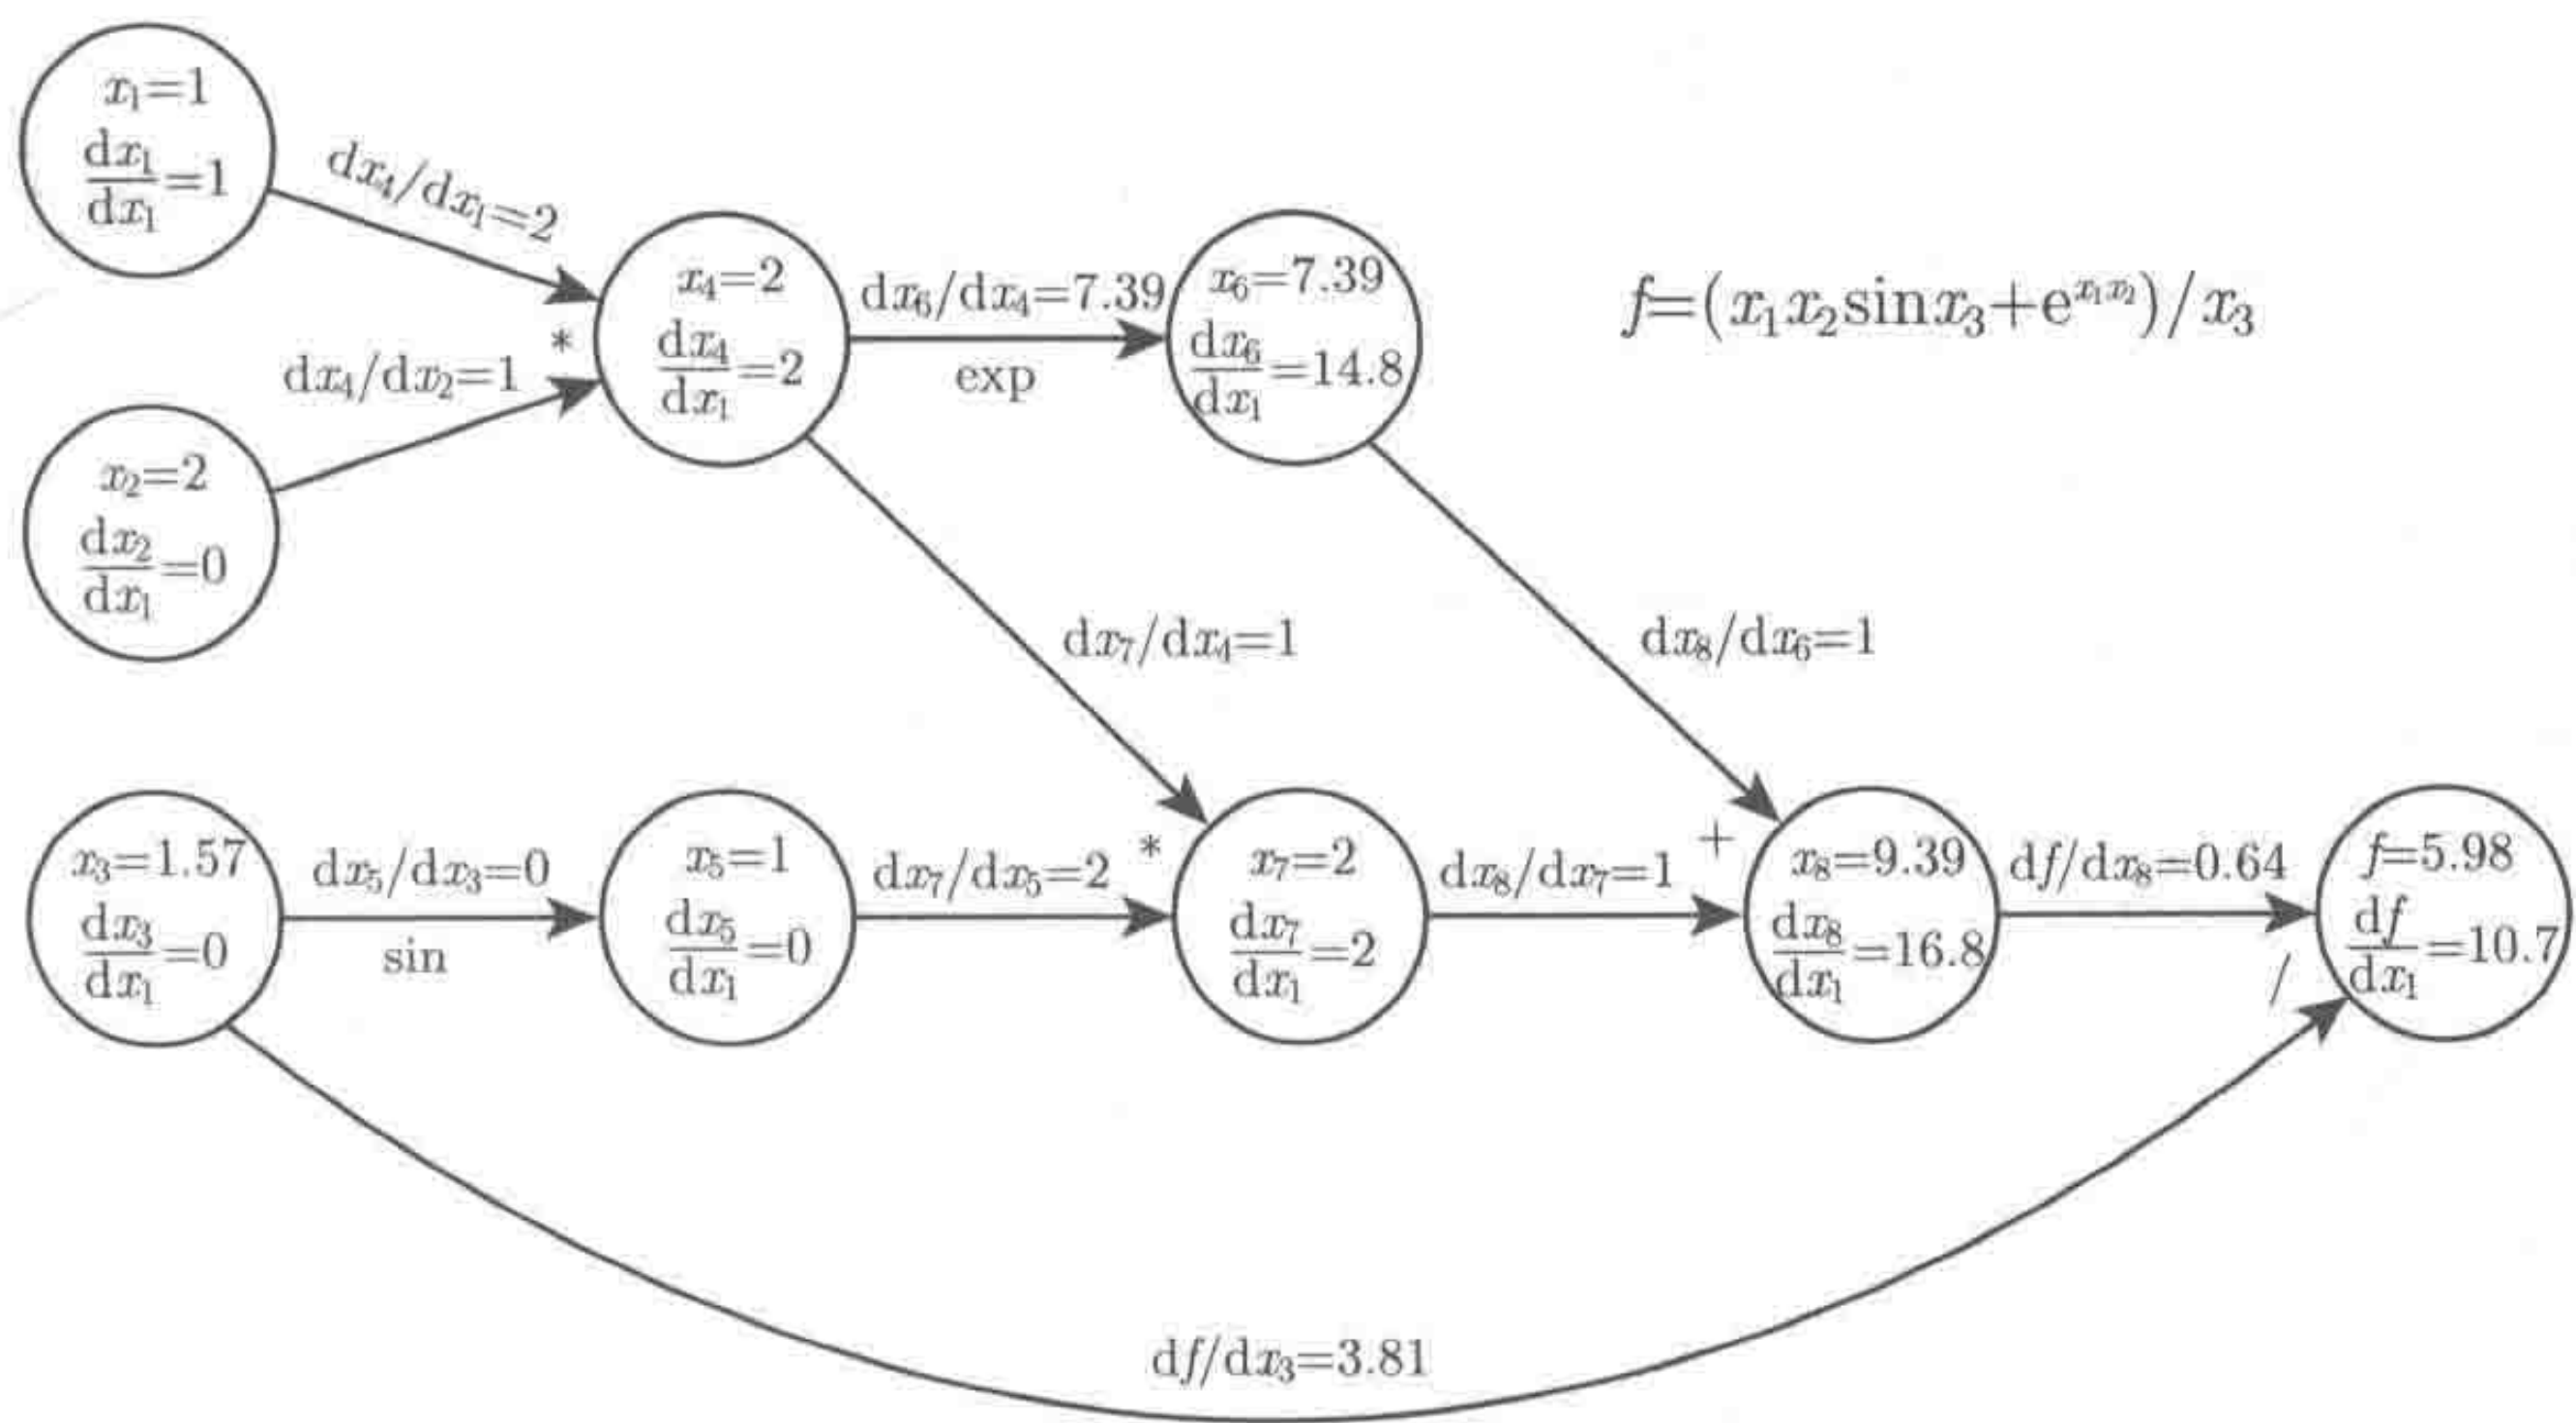 x₁=1
dx₁/dx₁=1
dx₄/dx₁=2
x₂=2
dx₂/dx₁=0
dx₄/dx₂=1
*
x₄=2
dx₄/dx₁=2
dx₆/dx₄=7.39
exp
x₆=7.39
dx₆/dx₁=14.8
f=(x₁x₂sinx₃+e^{x₁x₂})/x₃
dx₇/dx₄=1
dx₈/dx₆=1
x₃=1.57
dx₃/dx₁=0
dx₅/dx₃=0
sin
x₅=1
dx₅/dx₁=0
dx₇/dx₅=2
*
x₇=2
dx₇/dx₁=2
dx₈/dx₇=1
+
x₈=9.39
dx₈/dx₁=16.8
df/dx₈=0.64
/
f=5.98
df/dx₁=10.7
df/dx₃=3.81